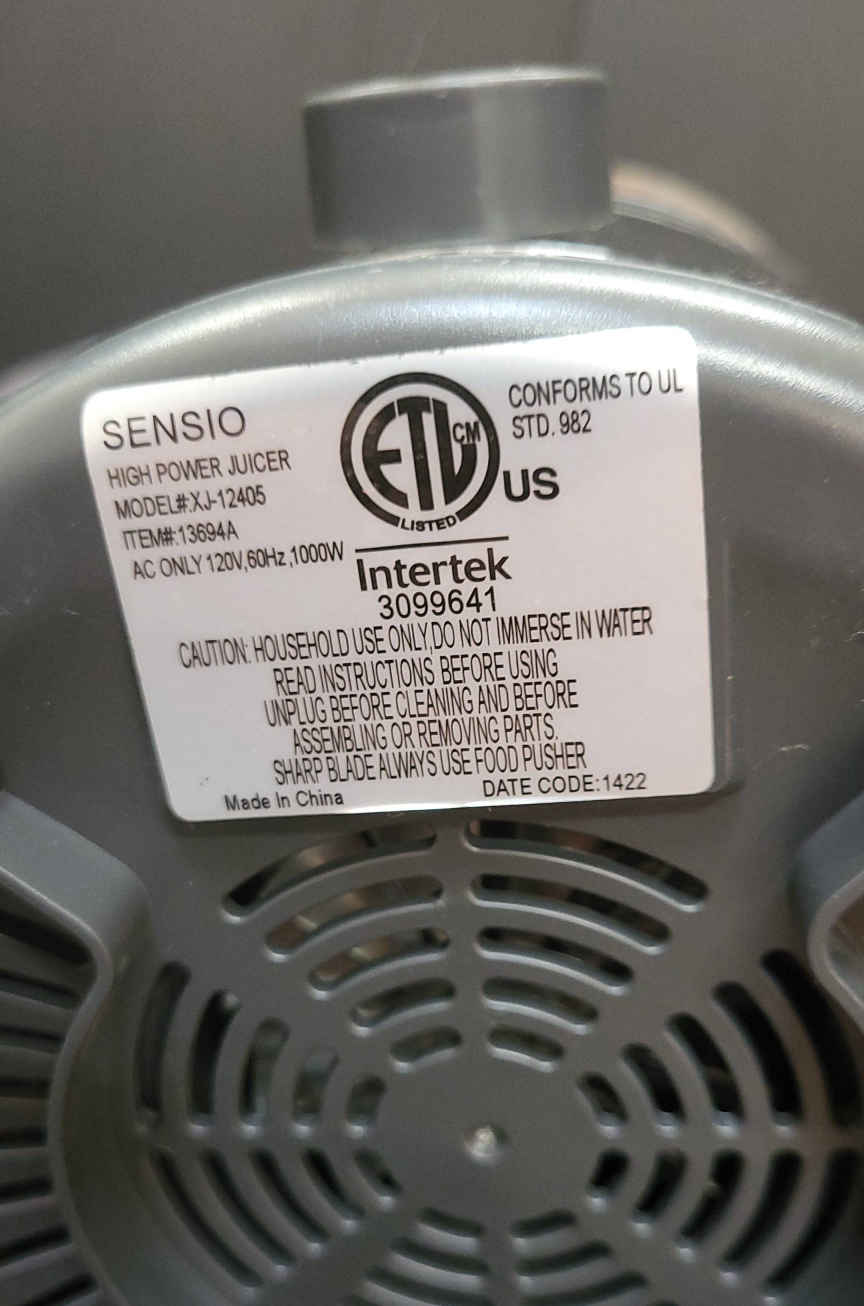 SENSIO
HIGH POWER JUICER
MODEL#:XJ-12405
ITEM#:13694A
AC ONLY 120V,60Hz,1000W
ETL CM
LISTED
US
CONFORMS TO UL
STD. 982
Intertek
3099641
CAUTION: HOUSEHOLD USE ONLY,DO NOT IMMERSE IN WATER
READ INSTRUCTIONS BEFORE USING
UNPLUG BEFORE CLEANING AND BEFORE
ASSEMBLING OR REMOVING PARTS.
SHARP BLADE ALWAYS USE FOOD PUSHER
Made In China
DATE CODE:1422